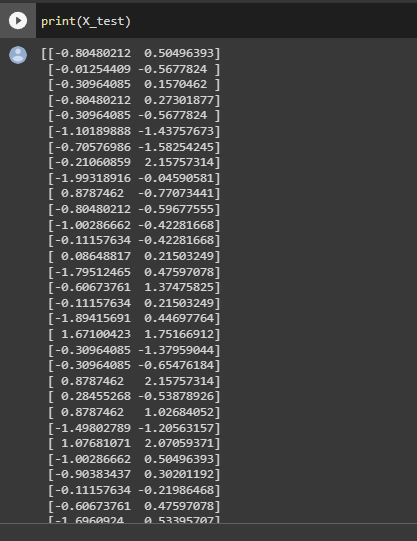 print(X_test)
[[-0.80480212  0.50496393]
 [-0.01254409 -0.5677824 ]
 [-0.30964085  0.1570462 ]
 [-0.80480212  0.27301877]
 [-0.30964085 -0.5677824 ]
 [-1.10189888 -1.43757673]
 [-0.70576986 -1.58254245]
 [-0.21060859  2.15757314]
 [-1.99318916 -0.04590581]
 [ 0.8787462  -0.77073441]
 [-0.80480212 -0.59677555]
 [-1.00286662 -0.42281668]
 [-0.11157634 -0.42281668]
 [ 0.08648817  0.21503249]
 [-1.79512465  0.47597078]
 [-0.60673761  1.37475825]
 [-0.11157634  0.21503249]
 [-1.89415691  0.44697764]
 [ 1.67100423  1.75166912]
 [-0.30964085 -1.37959044]
 [-0.30964085 -0.65476184]
 [ 0.8787462   2.15757314]
 [ 0.28455268 -0.53878926]
 [ 0.8787462   1.02684052]
 [-1.49802789 -1.20563157]
 [ 1.07681071  2.07059371]
 [-1.00286662  0.50496393]
 [-0.90383437  0.30201192]
 [-0.11157634 -0.21986468]
 [-0.60673761  0.47597078]
 [-1.6960924   0.53395707]